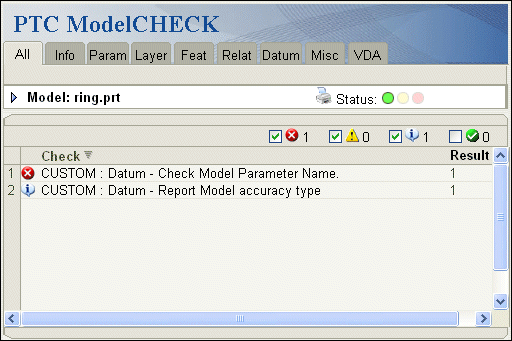 PTC ModelCHECK
All Info Param Layer Feat Relat Datum Misc VDA
Model: ring.prt Status:
1 0 1 0
Check Result
1 CUSTOM : Datum - Check Model Parameter Name. 1
2 CUSTOM : Datum - Report Model accuracy type 1